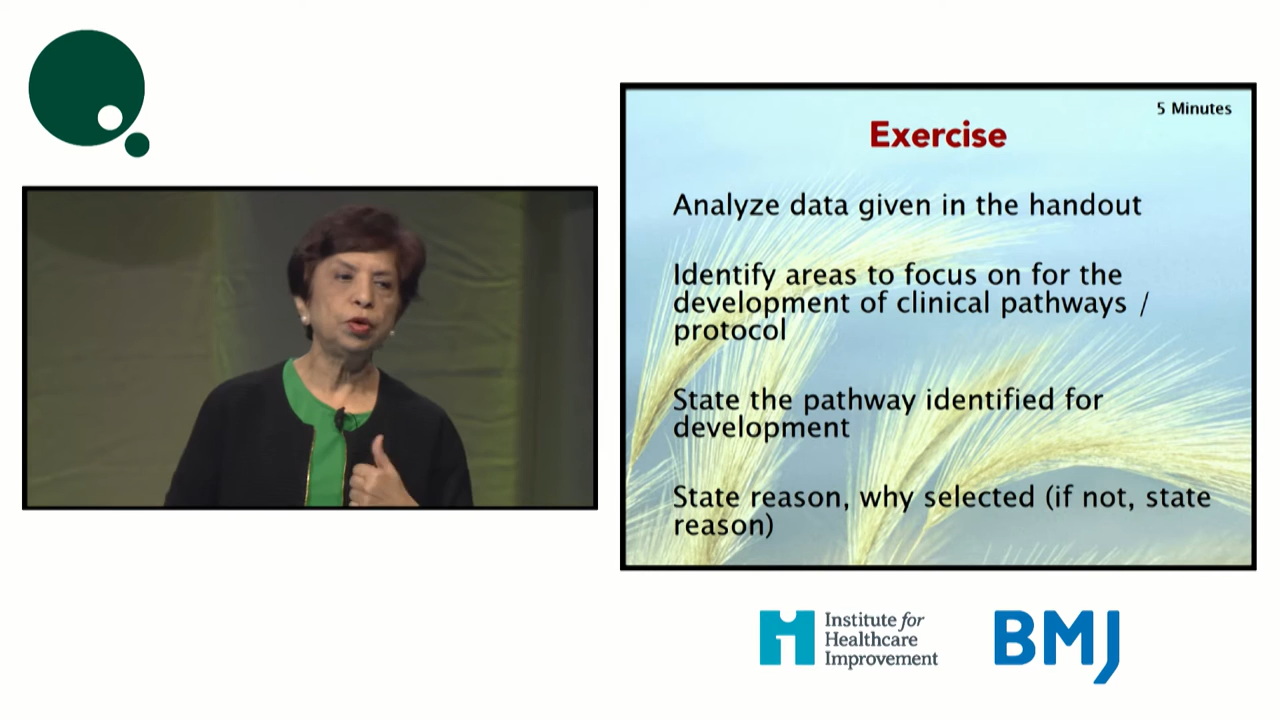 5 Minutes
Exercise
Analyze data given in the handout
Identify areas to focus on for the
development of clinical pathways /
protocol
State the pathway identified for
development
State reason, why selected (if not, state
reason)
Institute for
Healthcare
Improvement
BMJ